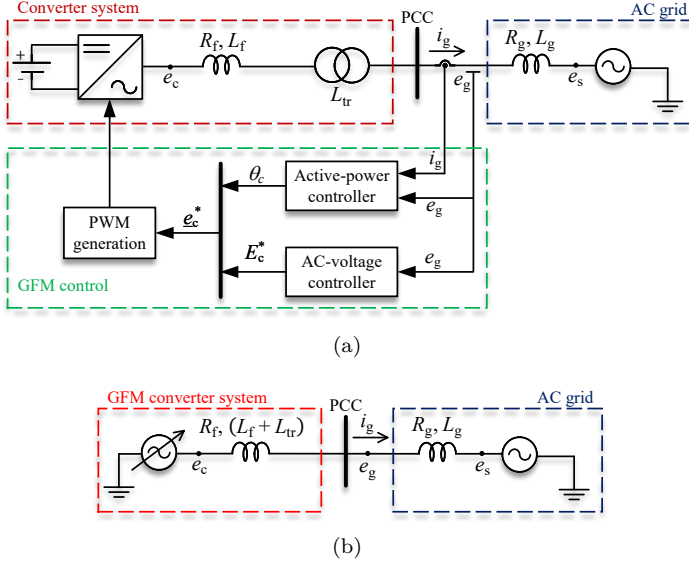 Converter system
PCC
AC grid
+
-
R_f, L_f
i_g
R_g, L_g
e_c
L_tr
e_g
e_s
i_g
θ_c
Active-power
controller
e_g
PWM
generation
e_c^*
E_c^*
AC-voltage
controller
e_g
GFM control
(a)
GFM converter system
PCC
AC grid
R_f, (L_f + L_tr)
i_g
R_g, L_g
e_c
e_g
e_s
(b)